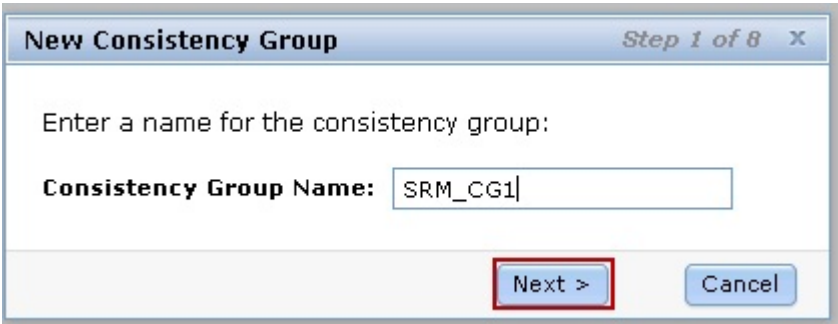 New Consistency Group Step 1 of 8 X
Enter a name for the consistency group:
Consistency Group Name: SRM_CG1
Next > Cancel